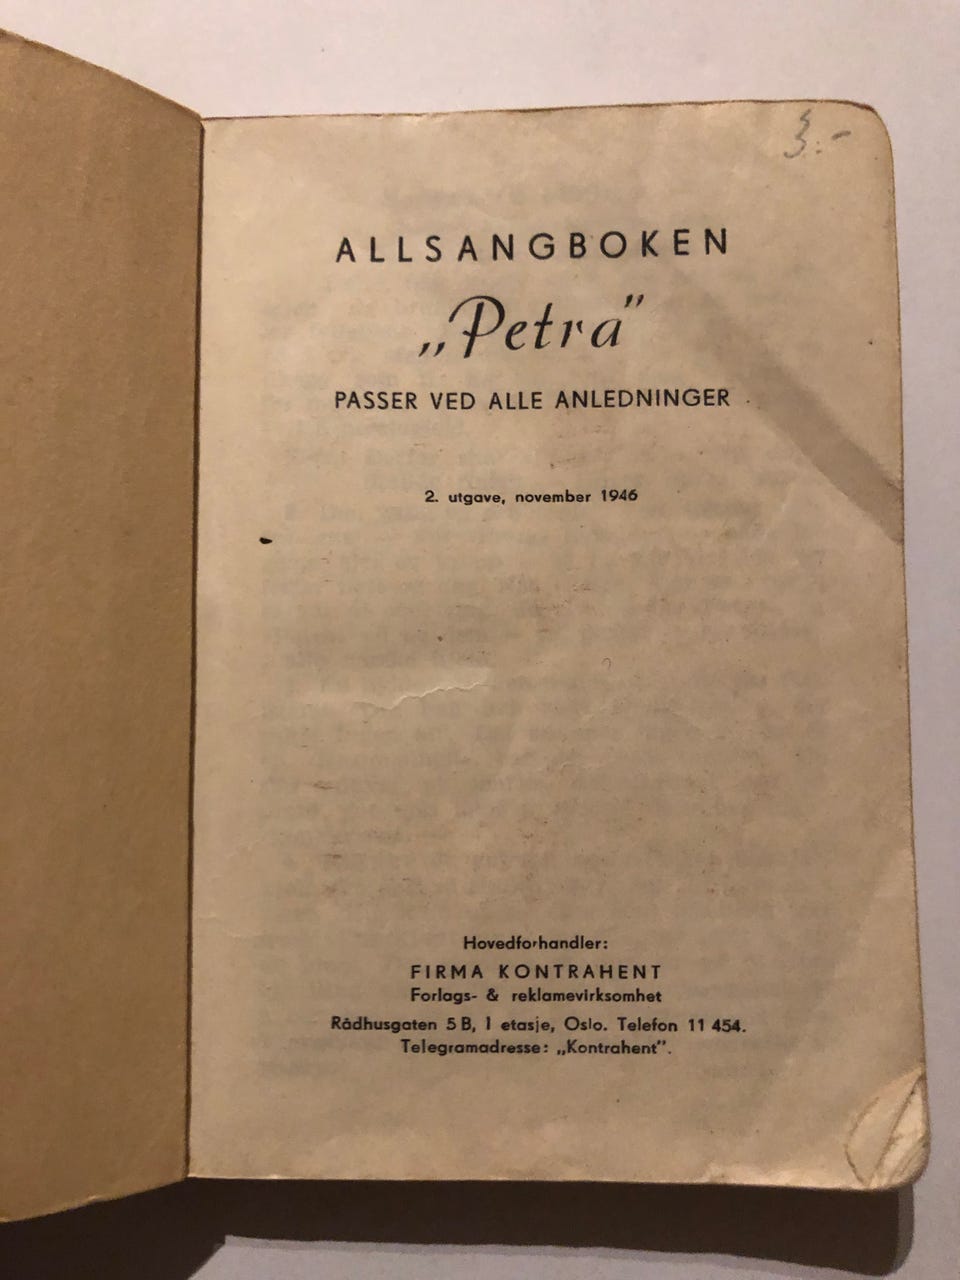 3:-
ALLSANGBOKEN
„Petra"
PASSER VED ALLE ANLEDNINGER
2. utgave, november 1946
Hovedforhandler:
FIRMA KONTRAHENT
Forlags- & reklamevirksomhet
Rådhusgaten 5 B, I etasje, Oslo. Telefon 11 454.
Telegramadresse: „Kontrahent".